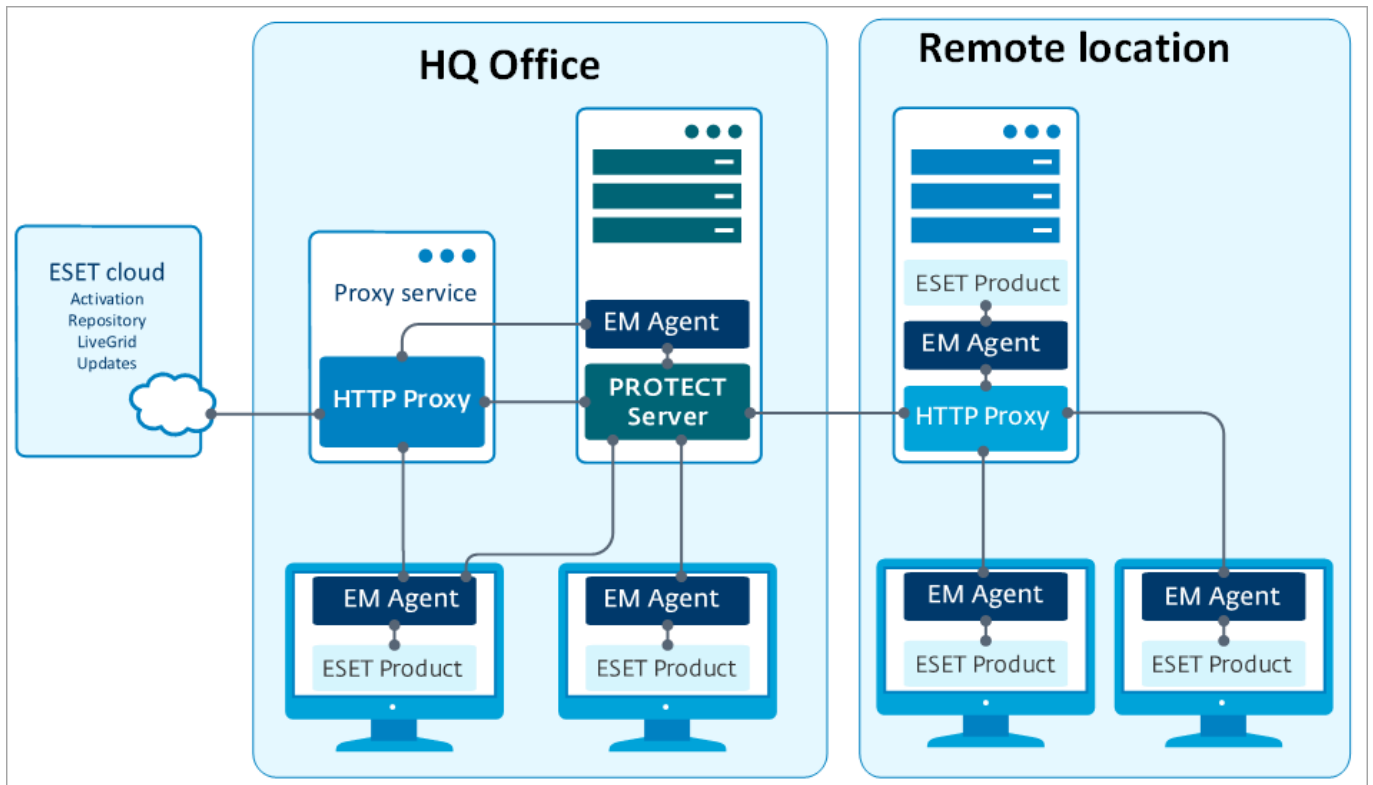 HQ Office
Remote location
ESET cloud
Activation
Repository
LiveGrid
Updates
Proxy service
HTTP Proxy
EM Agent
PROTECT
Server
ESET Product
EM Agent
HTTP Proxy
EM Agent
ESET Product
EM Agent
ESET Product
EM Agent
ESET Product
EM Agent
ESET Product